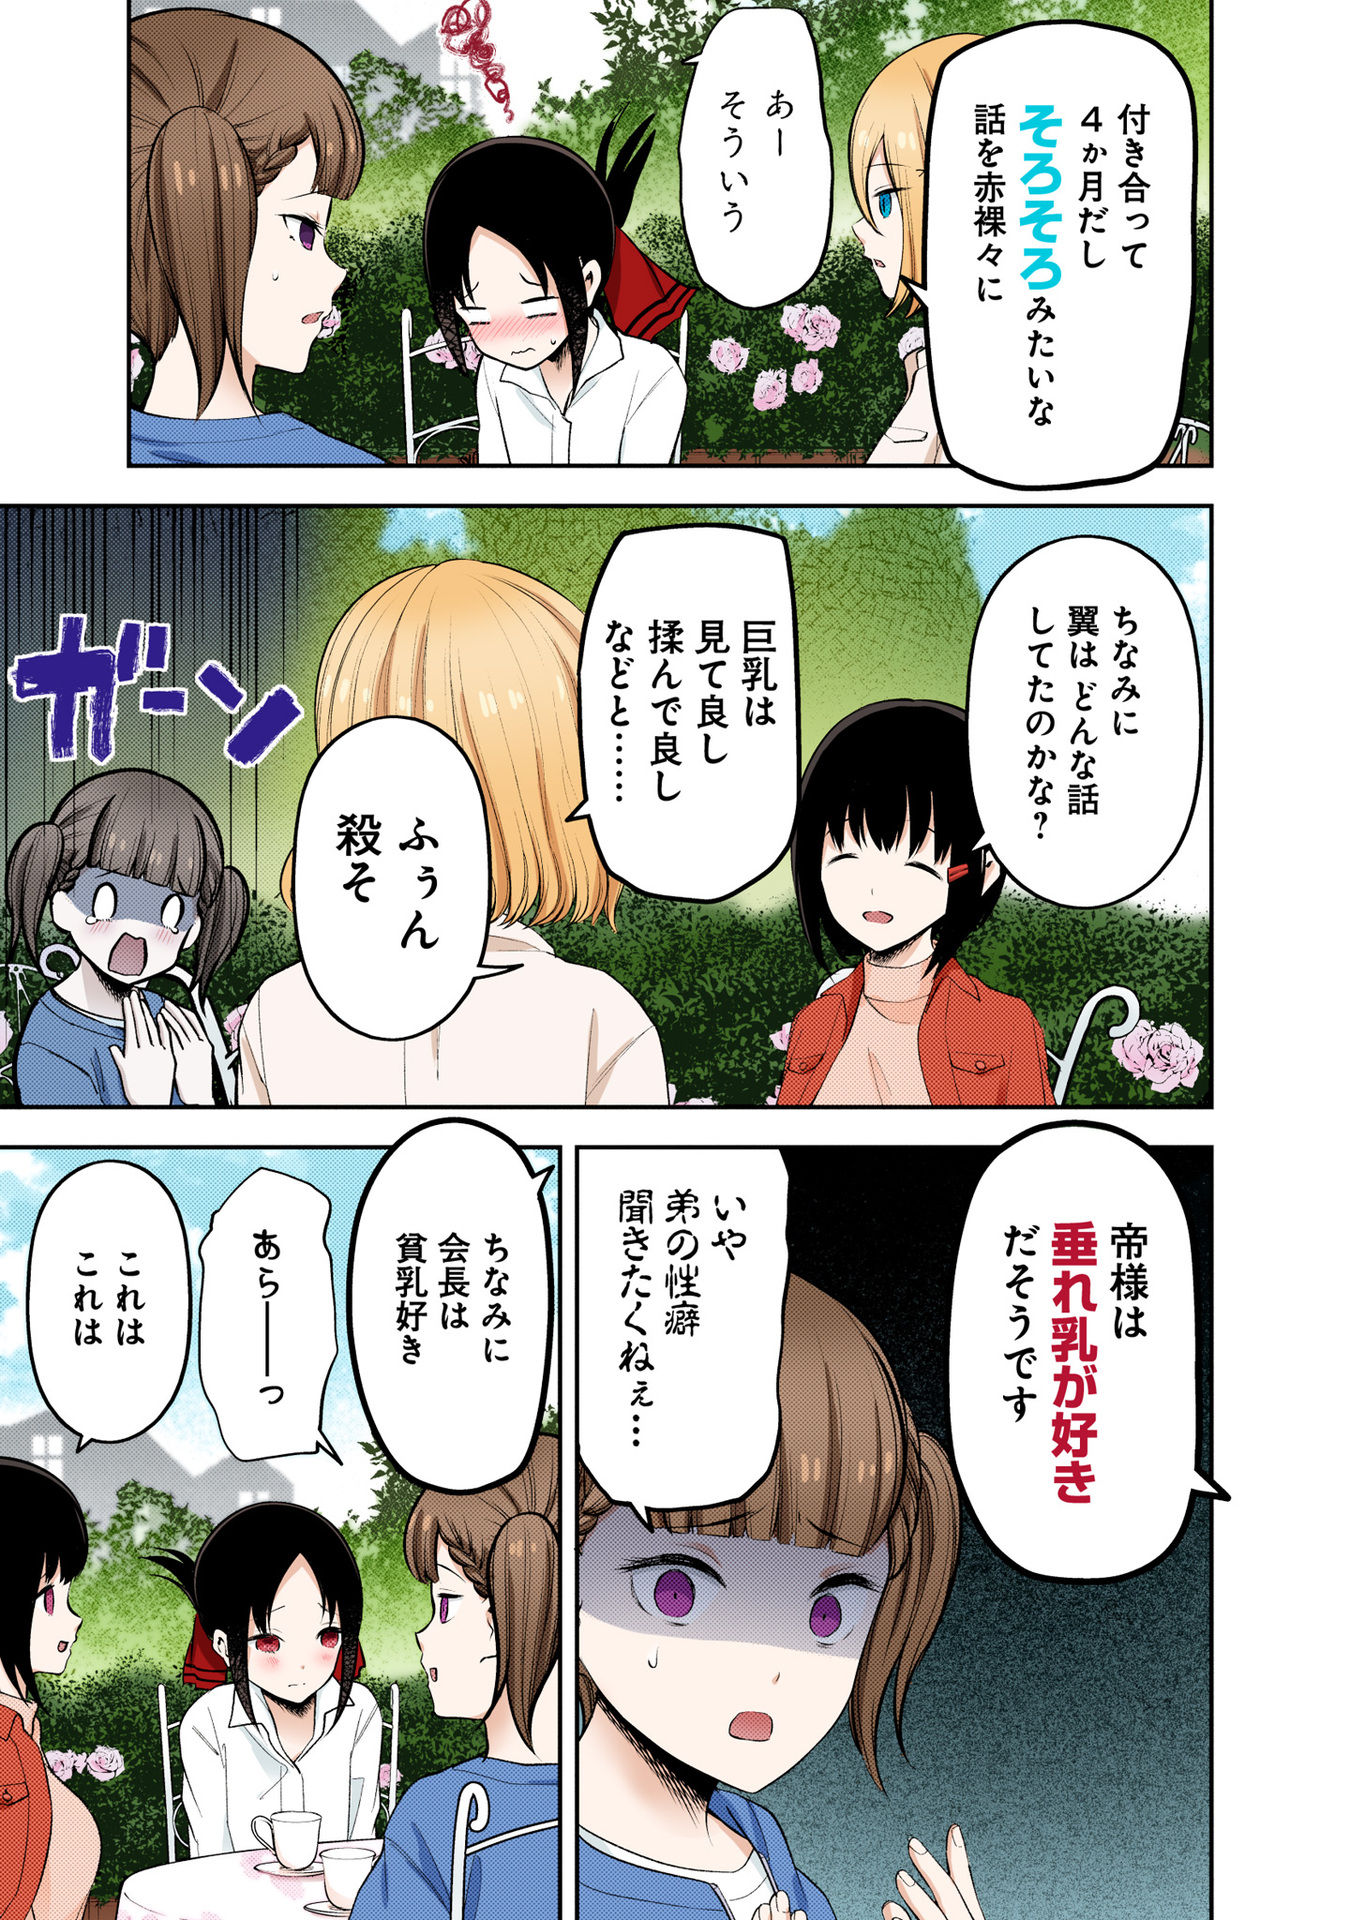 付き合って
4か月だし
そろそろみたいな
話を赤裸々に
あー
そういう
ちなみに
翼はどんな話
してたのかな?
巨乳は
見て良し
揉んで良し
などと……
ふぅん
殺そ
ガーン
帝様は
垂れ乳が好き
だそうです
いや
弟の性癖
聞きたくねぇ…
ちなみに
会長は
貧乳好き
あら──っ
これは
これは